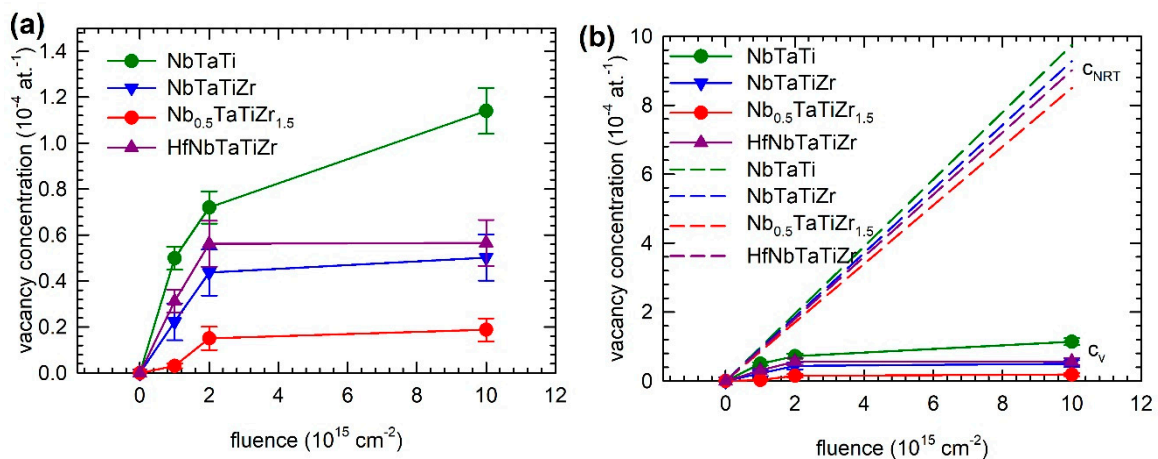 (a)
vacancy concentration (10⁻⁴ at.⁻¹)
1.4
1.2
1.0
0.8
0.6
0.4
0.2
0.0
NbTaTi
NbTaTiZr
Nb₀.₅TaTiZr₁.₅
HfNbTaTiZr
0 2 4 6 8 10 12
fluence (10¹⁵ cm⁻²)
(b)
vacancy concentration (10⁻⁴ at.⁻¹)
10
8
6
4
2
0
NbTaTi
NbTaTiZr
Nb₀.₅TaTiZr₁.₅
HfNbTaTiZr
NbTaTi
NbTaTiZr
Nb₀.₅TaTiZr₁.₅
HfNbTaTiZr
c_NRT
c_v
0 2 4 6 8 10 12
fluence (10¹⁵ cm⁻²)